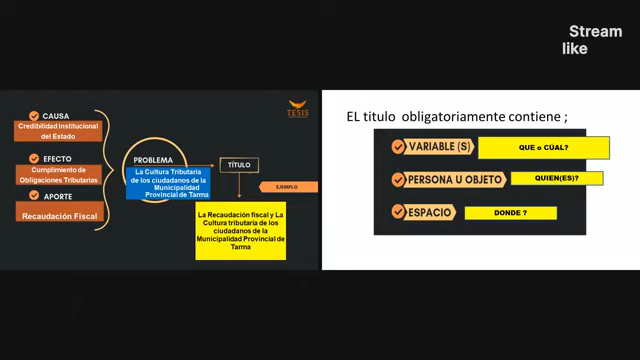 Stream
like
CAUSA
Credibilidad Institucional
del Estado
EFECTO
Cumplimiento de
Obligaciones Tributarias
APORTE
Recaudación Fiscal
PROBLEMA
La Cultura Tributaria
de los ciudadanos de la
Municipalidad
Provincial de Tarma
TÍTULO
TESIS
EJEMPLO
La Recaudación fiscal y La
Cultura tributaria de los
ciudadanos de la
Municipalidad Provincial de
Tarma
EL titulo obligatoriamente contiene ;
VARIABLE (S)
QUE o CÚAL?
PERSONA U OBJETO
QUIEN(ES)?
ESPACIO
DONDE ?